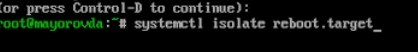 (or press Control-D to continue):
root@mayorovda:~# systemctl isolate reboot.target_